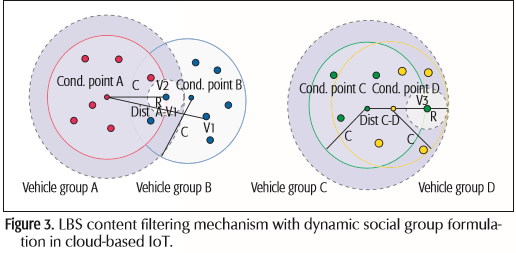 Cond. point A
C
V2
Cond. point B
R
Dist A-V1
V1
C
Cond. point C
Cond. point D
V3
Dist C-D
R
C
C
Vehicle group A
Vehicle group B
Vehicle group C
Vehicle group D
Figure 3. LBS content filtering mechanism with dynamic social group formula-
tion in cloud-based IoT.